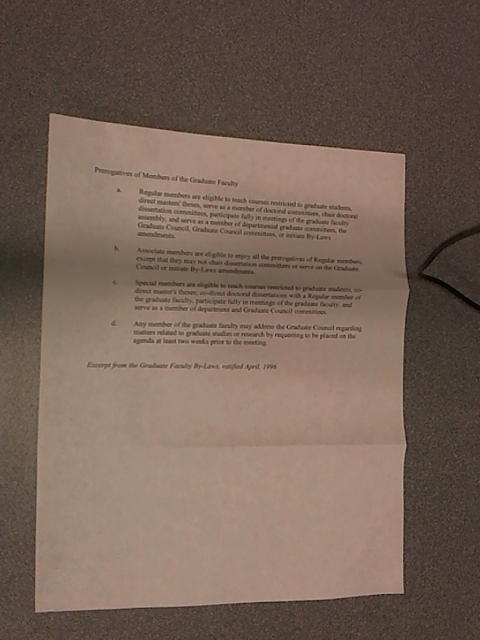 Prerogatives of Members of the Graduate Faculty
a. Regular members are eligible to teach courses restricted to graduate students,
direct masters' theses, serve as a member of doctoral committees, chair doctoral
dissertation committees, participate fully in meetings of the graduate faculty
assembly, and serve as a member of departmental graduate committees, the
Graduate Council, Graduate Council committees, or initiate By-Laws
amendments.
b. Associate members are eligible to enjoy all the prerogatives of Regular members,
except that they may not chair dissertation committees or serve on the Graduate
Council or initiate By-Laws amendments.
c. Special members are eligible to teach courses restricted to graduate students, co-
direct master's theses, co-direct doctoral dissertations with a Regular member of
the graduate faculty, participate fully in meetings of the graduate faculty, and
serve as a member of department and Graduate Council committees.
d. Any member of the graduate faculty may address the Graduate Council regarding
matters related to graduate studies or research by requesting to be placed on the
agenda at least two weeks prior to the meeting.
Excerpt from the Graduate Faculty By-Laws, ratified April, 1996